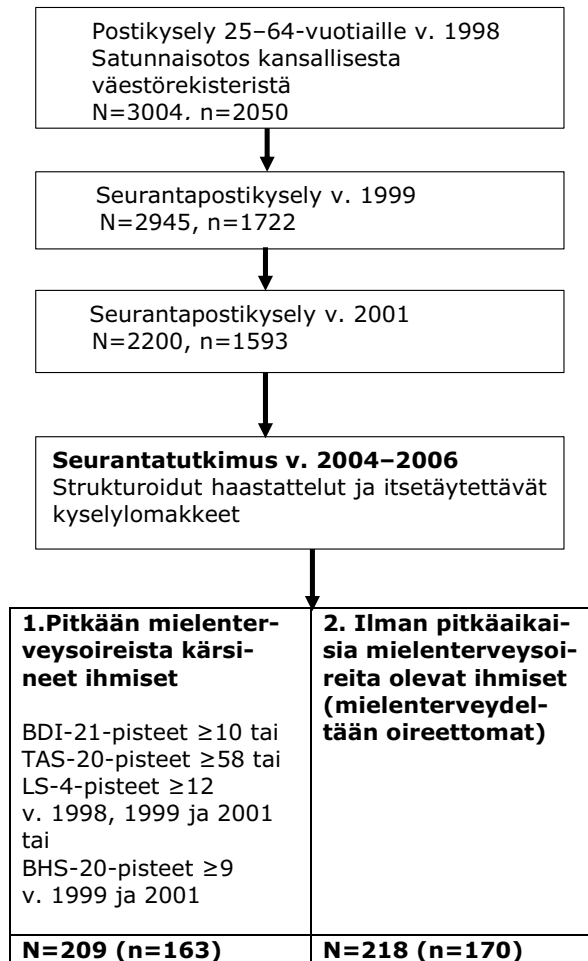 Postikysely 25–64-vuotiaille v. 1998
Satunnaisotos kansallisesta
väestörekisteristä
N=3004, n=2050
Seurantapostikysely v. 1999
N=2945, n=1722
Seurantapostikysely v. 2001
N=2200, n=1593
Seurantatutkimus v. 2004–2006
Strukturoidut haastattelut ja itsetäytettävät
kyselylomakkeet
1.Pitkään mielenter-
veysoireista kärsi-
neet ihmiset
BDI-21-pisteet ≥10 tai
TAS-20-pisteet ≥58 tai
LS-4-pisteet ≥12
v. 1998, 1999 ja 2001
tai
BHS-20-pisteet ≥9
v. 1999 ja 2001
N=209 (n=163)
2. Ilman pitkäaikai-
sia mielenterveysoi-
reita olevat ihmiset
(mielenterveydel-
tään oireettomat)
N=218 (n=170)